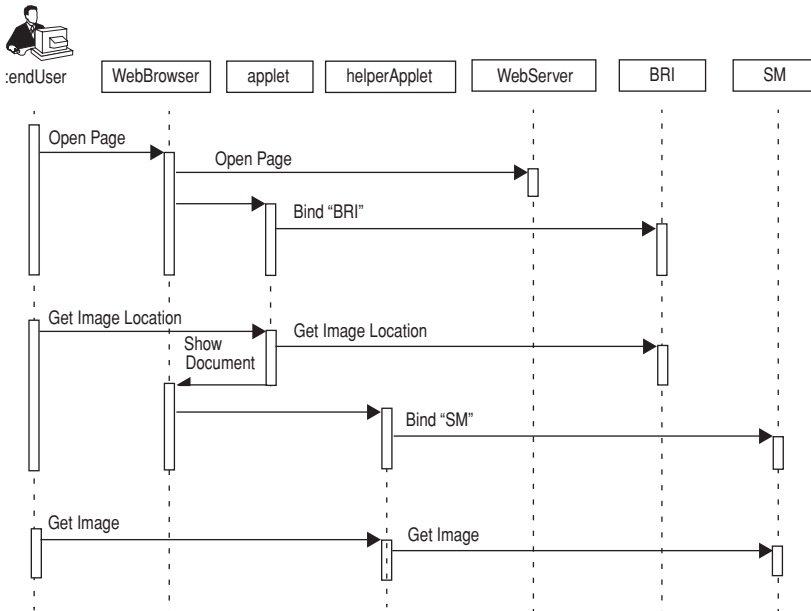 :endUser
WebBrowser
applet
helperApplet
WebServer
BRI
SM
Open Page
Open Page
Bind “BRI”
Get Image Location
Get Image Location
Show
Document
Bind “SM”
Get Image
Get Image